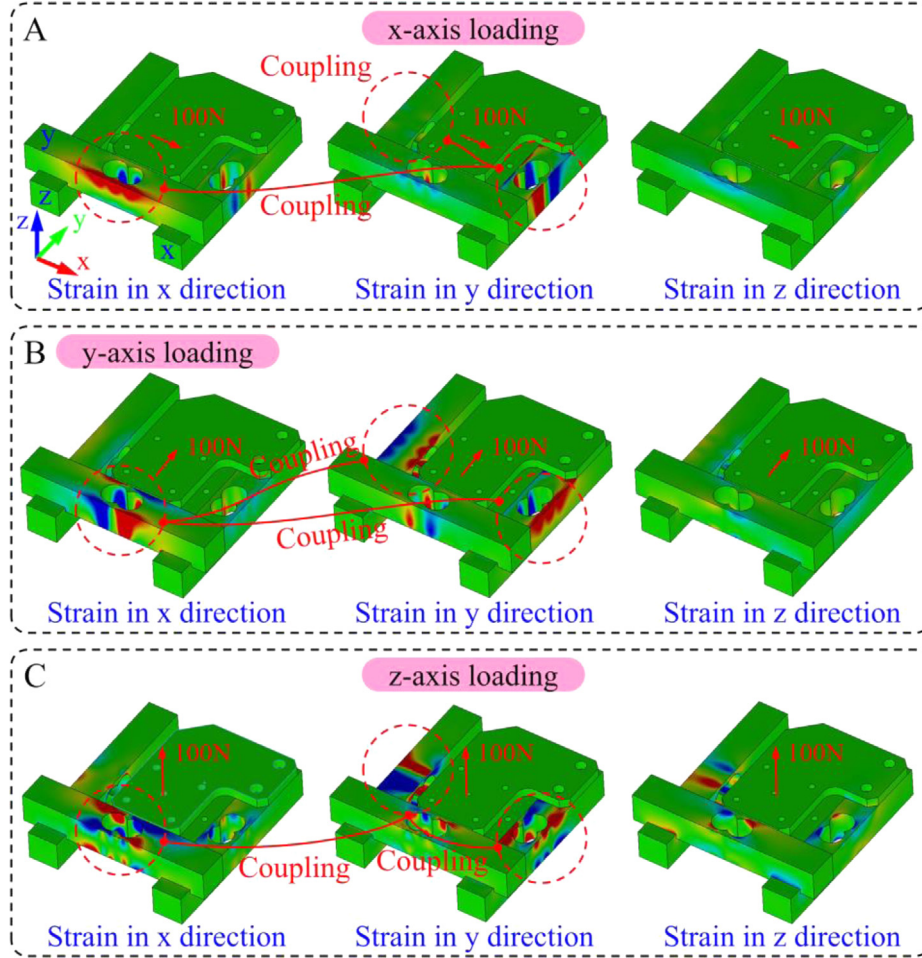 A
x-axis loading
Coupling
100N
100N
100N
y
z
z
y
x
x
Coupling
Strain in x direction
Strain in y direction
Strain in z direction
B
y-axis loading
100N
Coupling
100N
100N
Coupling
Strain in x direction
Strain in y direction
Strain in z direction
C
z-axis loading
100N
100N
100N
Coupling
Coupling
Strain in x direction
Strain in y direction
Strain in z direction